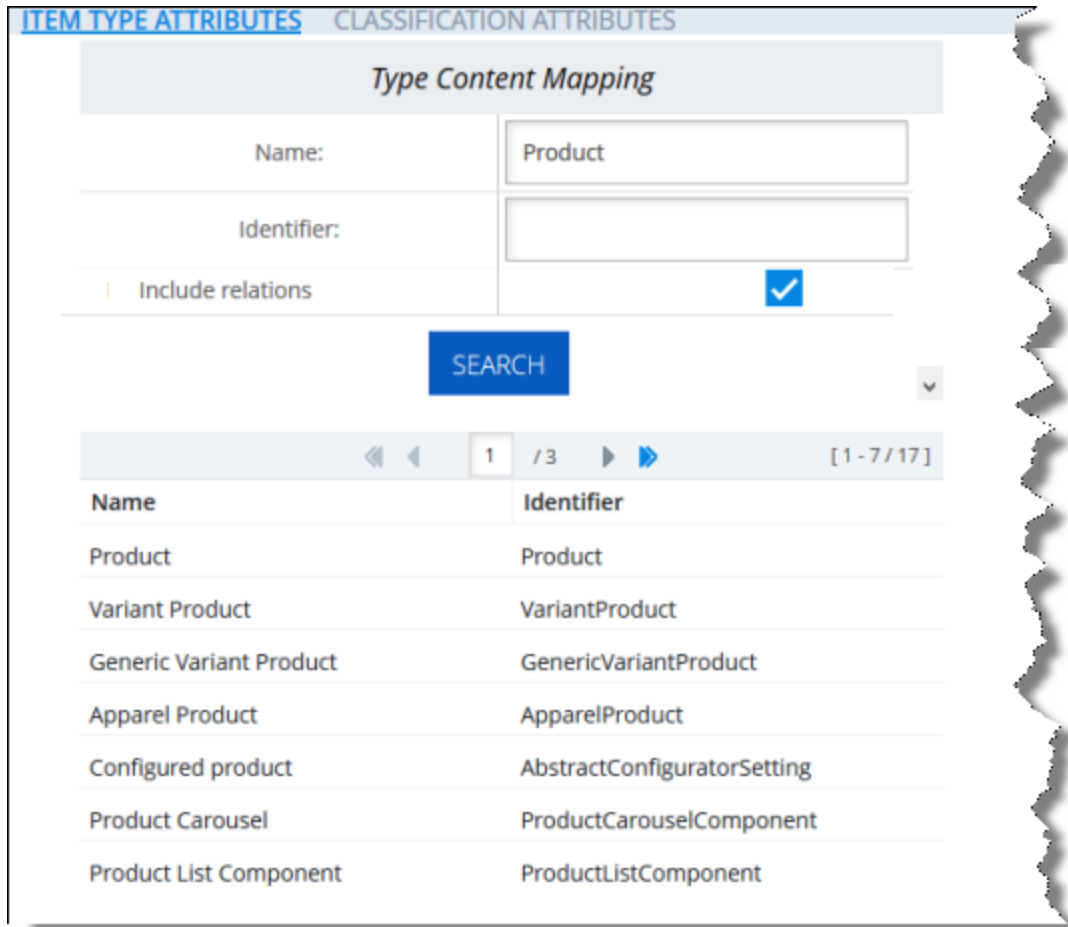 ITEM TYPE ATTRIBUTES CLASSIFICATION ATTRIBUTES
Type Content Mapping
Name: Product
Identifier:
Include relations
SEARCH
1 / 3 [ 1 - 7 / 17 ]
Name Identifier
Product Product
Variant Product VariantProduct
Generic Variant Product GenericVariantProduct
Apparel Product ApparelProduct
Configured product AbstractConfiguratorSetting
Product Carousel ProductCarouselComponent
Product List Component ProductListComponent